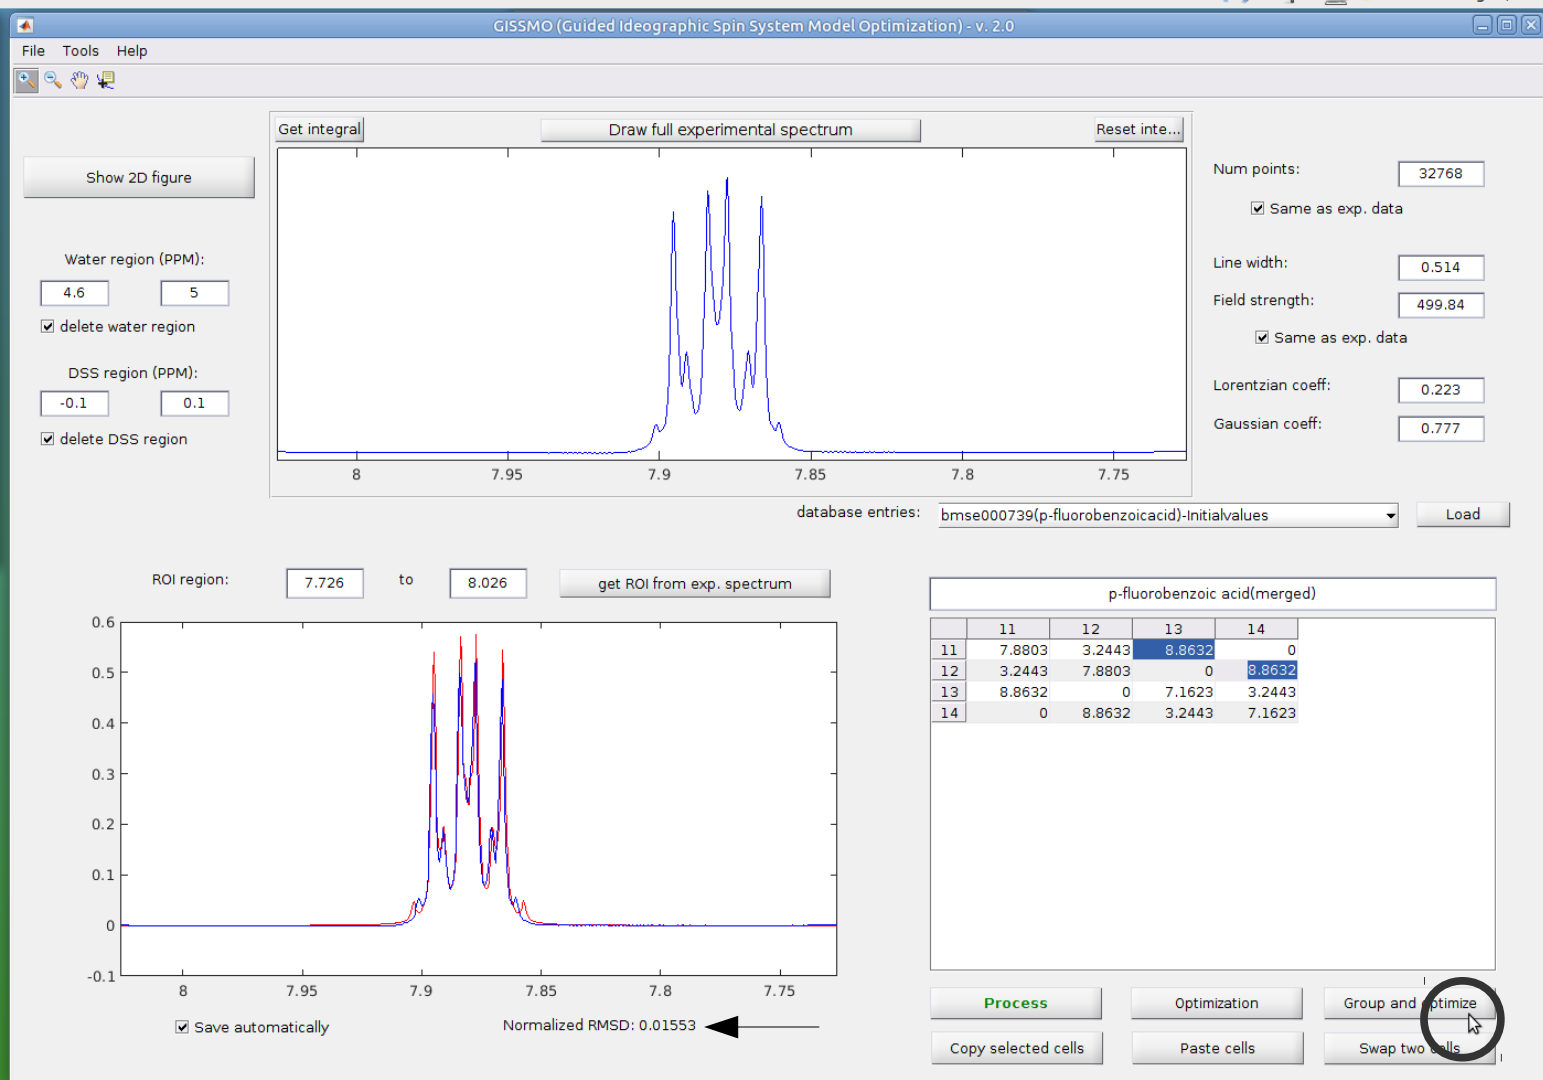 GISSMO (Guided Ideographic Spin System Model Optimization) - v. 2.0
File Tools Help
Get integral Draw full experimental spectrum Reset inte...
Show 2D figure
Num points: 32768
Same as exp. data
Water region (PPM):
4.6 5
delete water region
Line width: 0.514
Field strength: 499.84
Same as exp. data
DSS region (PPM):
-0.1 0.1
delete DSS region
Lorentzian coeff: 0.223
Gaussian coeff: 0.777
8 7.95 7.9 7.85 7.8 7.75
database entries: bmse000739(p-fluorobenzoicacid)-Initialvalues Load
ROI region: 7.726 to 8.026 get ROI from exp. spectrum
p-fluorobenzoic acid(merged)
11 12 13 14
11 7.8803 3.2443 8.8632 0
12 3.2443 7.8803 0 8.8632
13 8.8632 0 7.1623 3.2443
14 0 8.8632 3.2443 7.1623
0.6
0.5
0.4
0.3
0.2
0.1
0
-0.1
8 7.95 7.9 7.85 7.8 7.75
Save automatically Normalized RMSD: 0.01553
Process Optimization Group and optimize
Copy selected cells Paste cells Swap two cells